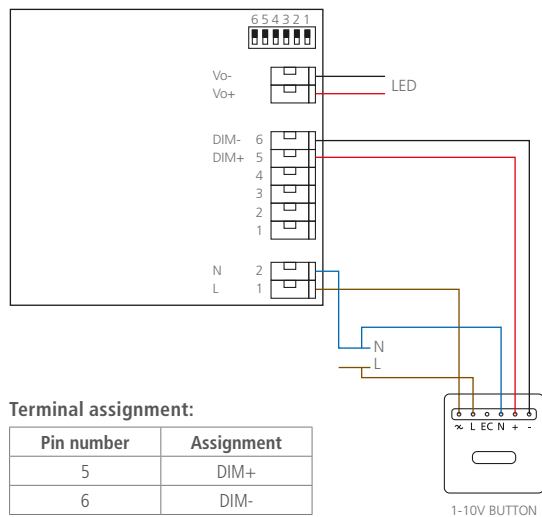 6 5 4 3 2 1
Vo-
Vo+
LED
DIM- 6
DIM+ 5
4
3
2
1
N 2
L 1
N
L
Terminal assignment:
Pin number Assignment
5 DIM+
6 DIM-
∿ L EC N + -
1-10V BUTTON